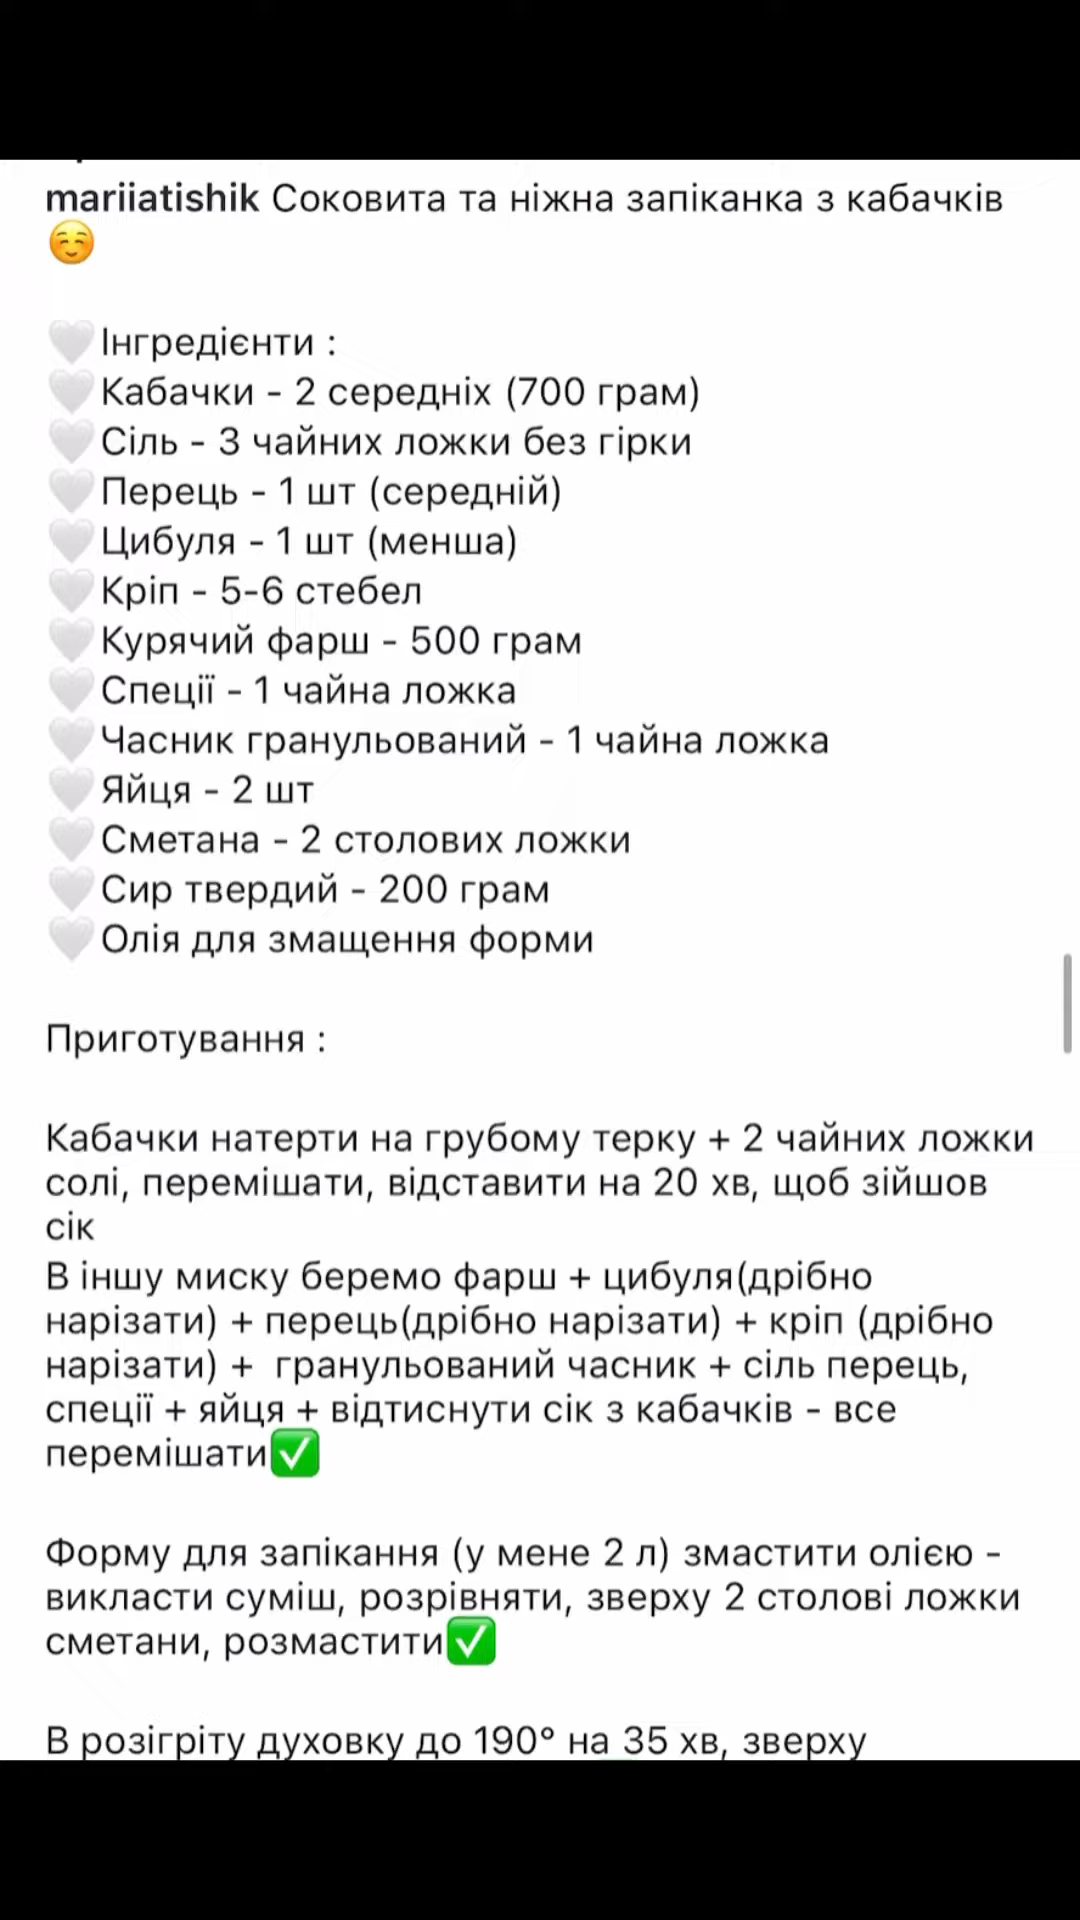 mariiatishik Соковита та ніжна запіканка з кабачків
☺️
🤍Інгредієнти :
🤍Кабачки - 2 середніх (700 грам)
🤍Сіль - 3 чайних ложки без гірки
🤍Перець - 1 шт (середній)
🤍Цибуля - 1 шт (менша)
🤍Кріп - 5-6 стебел
🤍Курячий фарш - 500 грам
🤍Спеції - 1 чайна ложка
🤍Часник гранульований - 1 чайна ложка
🤍Яйця - 2 шт
🤍Сметана - 2 столових ложки
🤍Сир твердий - 200 грам
🤍Олія для змащення форми
Приготування :
Кабачки натерти на грубому терку + 2 чайних ложки
солі, перемішати, відставити на 20 хв, щоб зійшов
сік
В іншу миску беремо фарш + цибуля(дрібно
нарізати) + перець(дрібно нарізати) + кріп (дрібно
нарізати) +  гранульований часник + сіль перець,
спеції + яйця + відтиснути сік з кабачків - все
перемішати✅
Форму для запікання (у мене 2 л) змастити олією -
викласти суміш, розрівняти, зверху 2 столові ложки
сметани, розмастити✅
В розігріту духовку до 190° на 35 хв, зверху